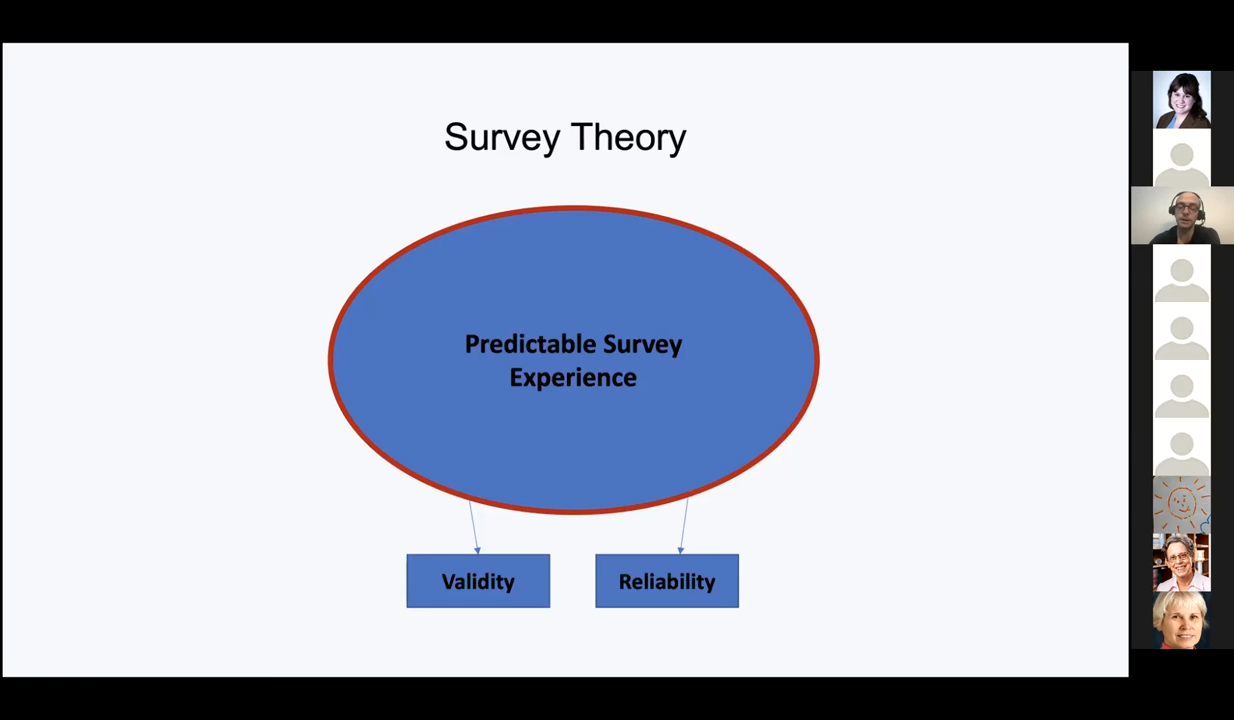 Survey Theory
Predictable Survey
Experience
Validity
Reliability